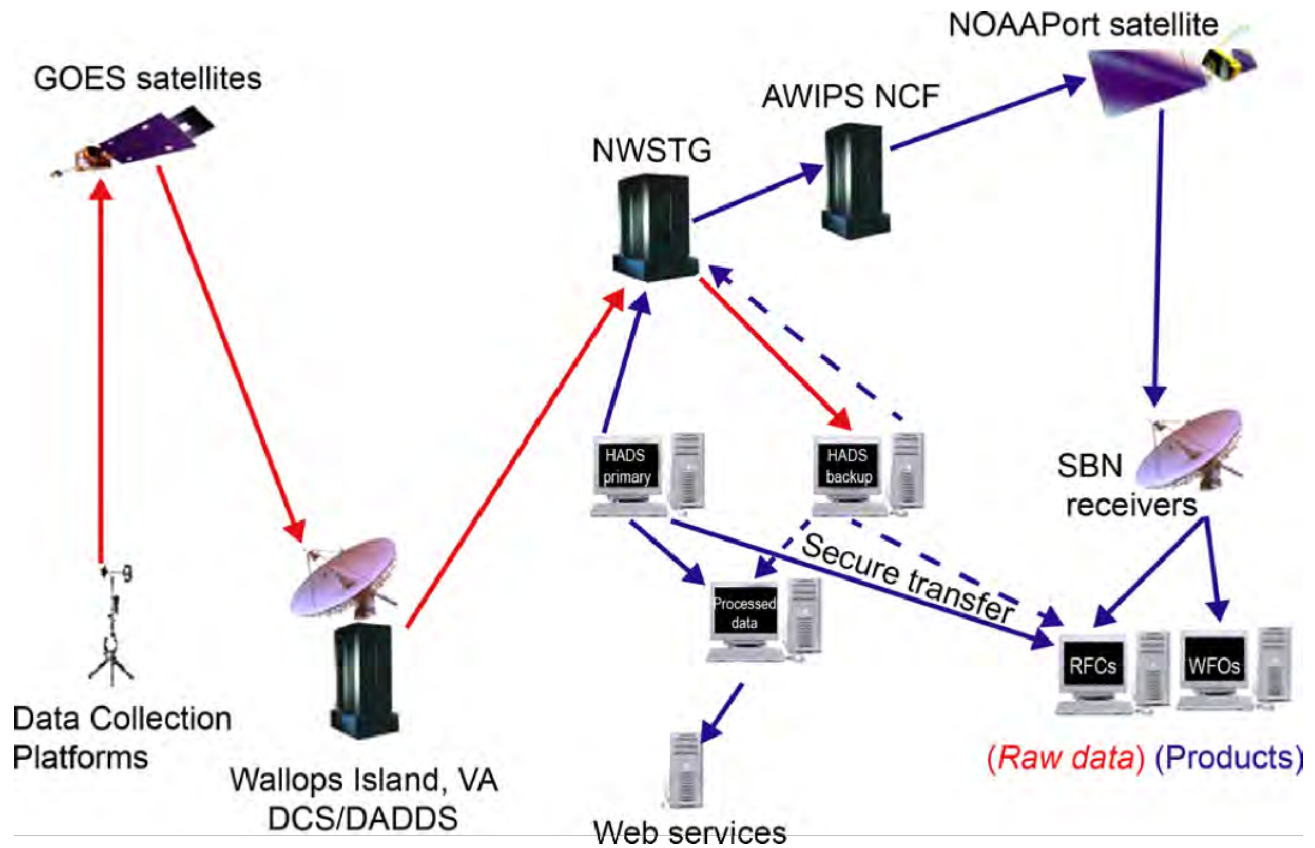 NOAAPort satellite
GOES satellites
AWIPS NCF
NWSTG
HADS
primary
HADS
backup
SBN
receivers
Secure transfer
Processed
data
RFCs
WFOs
Data Collection
Platforms
(Raw data) (Products)
Wallops Island, VA
DCS/DADDS
Web services